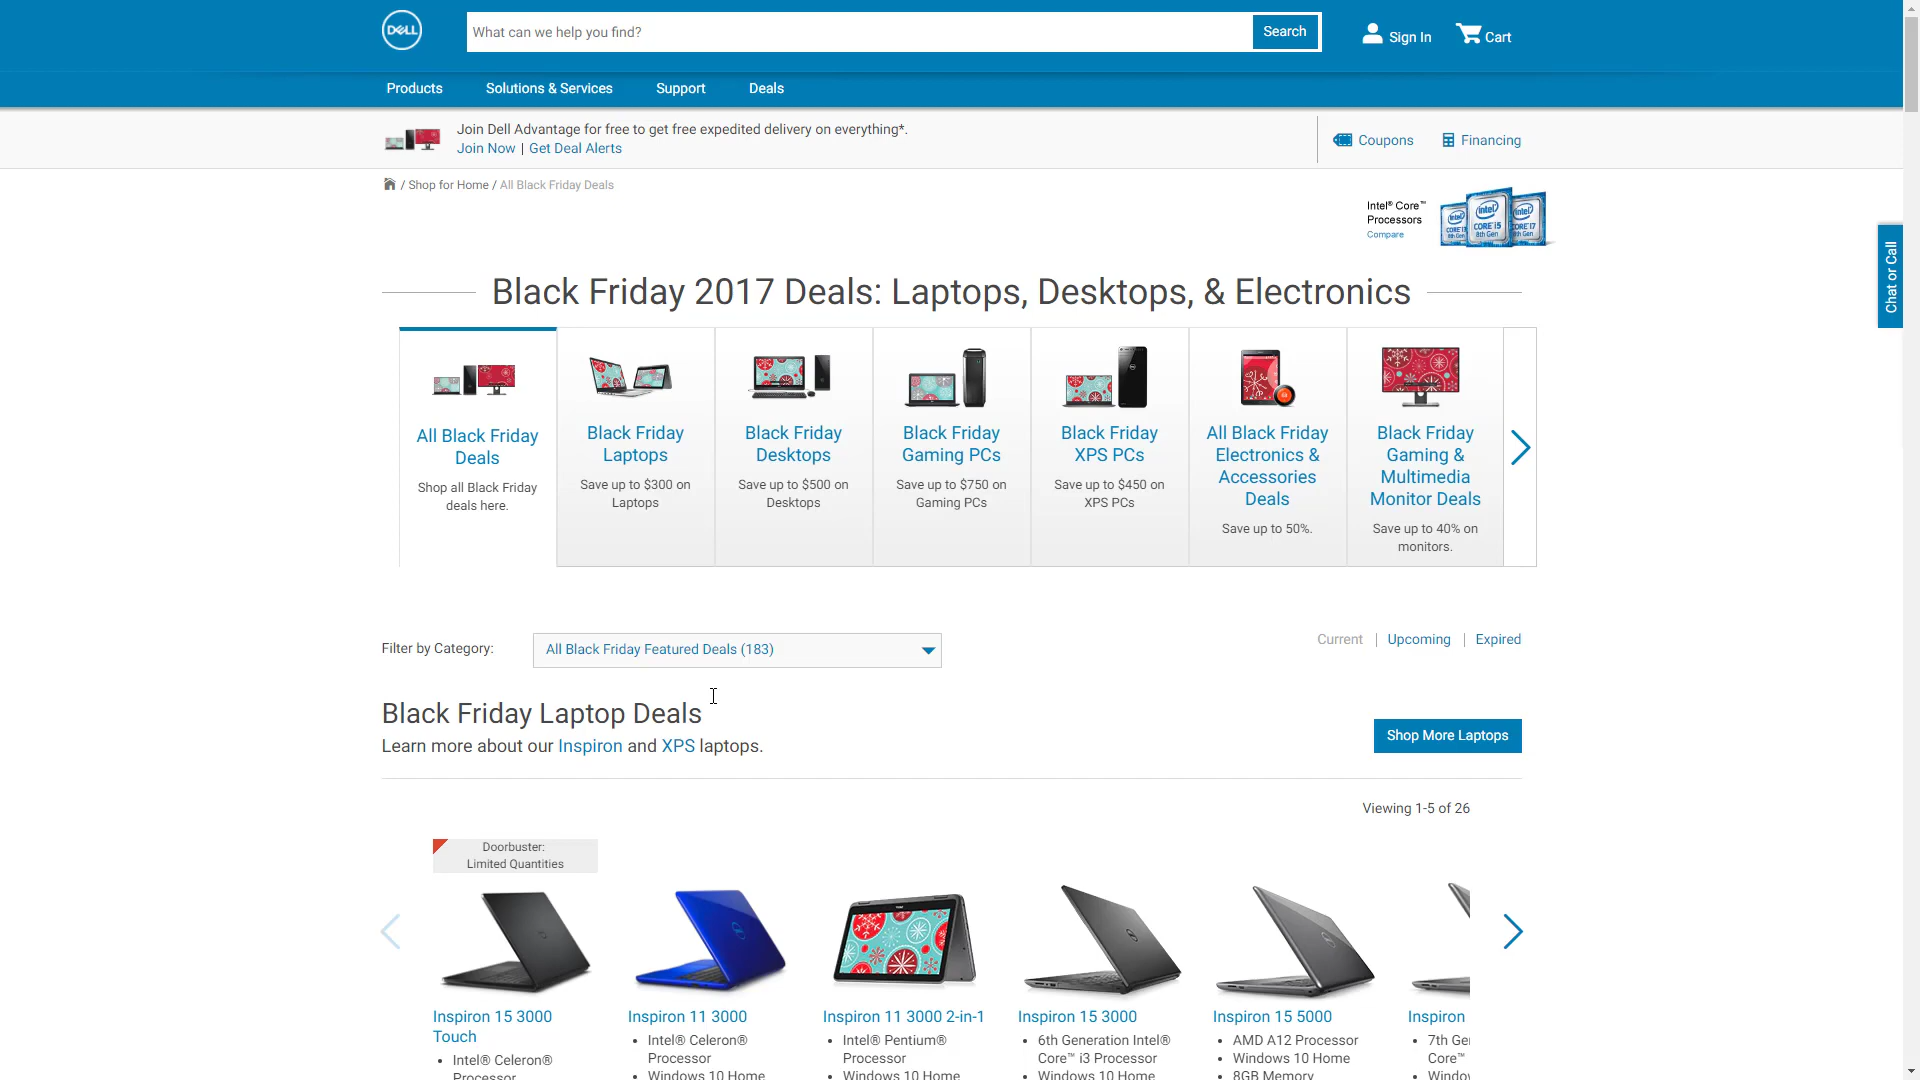 DELL
What can we help you find?
Search
Sign In
Cart
Products
Solutions & Services
Support
Deals
Join Dell Advantage for free to get free expedited delivery on everything*.
Join Now | Get Deal Alerts
Coupons
Financing
/ Shop for Home / All Black Friday Deals
Intel® Core™
Processors
Compare
intel
CORE i5
8th Gen
Chat or Call
Black Friday 2017 Deals: Laptops, Desktops, & Electronics
All Black Friday
Deals
Shop all Black Friday
deals here.
Black Friday
Laptops
Save up to $300 on
Laptops
Black Friday
Desktops
Save up to $500 on
Desktops
Black Friday
Gaming PCs
Save up to $750 on
Gaming PCs
Black Friday
XPS PCs
Save up to $450 on
XPS PCs
All Black Friday
Electronics &
Accessories
Deals
Save up to 50%.
Black Friday
Gaming &
Multimedia
Monitor Deals
Save up to 40% on
monitors.
Filter by Category:
All Black Friday Featured Deals (183)
Current | Upcoming | Expired
Black Friday Laptop Deals
Learn more about our Inspiron and XPS laptops.
Shop More Laptops
Viewing 1-5 of 26
Doorbuster:
Limited Quantities
Inspiron 15 3000
Touch
• Intel® Celeron®
Processor
Inspiron 11 3000
• Intel® Celeron®
Processor
• Windows 10 Home
Inspiron 11 3000 2-in-1
• Intel® Pentium®
Processor
• Windows 10 Home
Inspiron 15 3000
• 6th Generation Intel®
Core™ i3 Processor
• Windows 10 Home
Inspiron 15 5000
• AMD A12 Processor
• Windows 10 Home
• 8GB Memory
Inspiron
• 7th Ge
Core™
• Windo